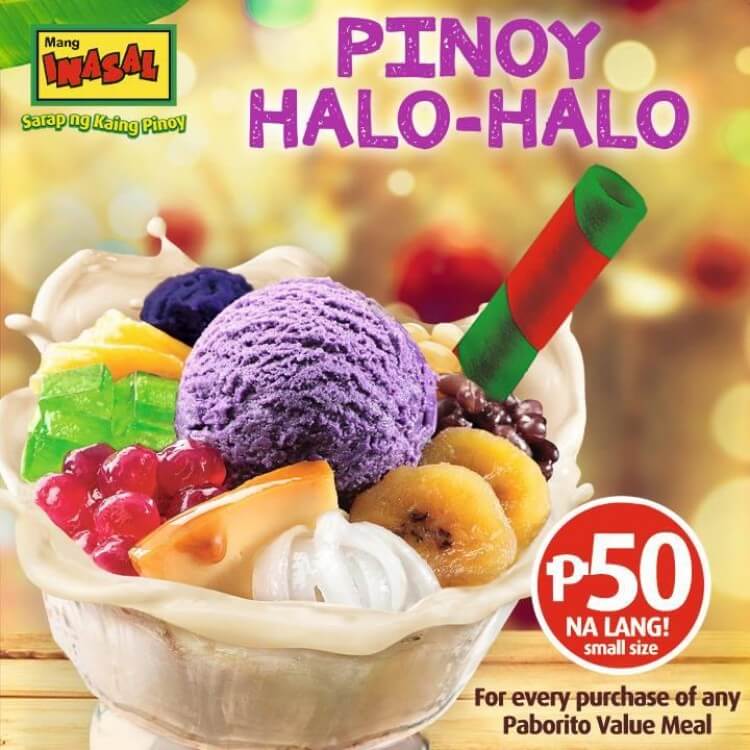 Mang
INASAL
Sarap ng Kaing Pinoy
PINOY
HALO-HALO
₱50
NA LANG!
small size
For every purchase of any
Paborito Value Meal